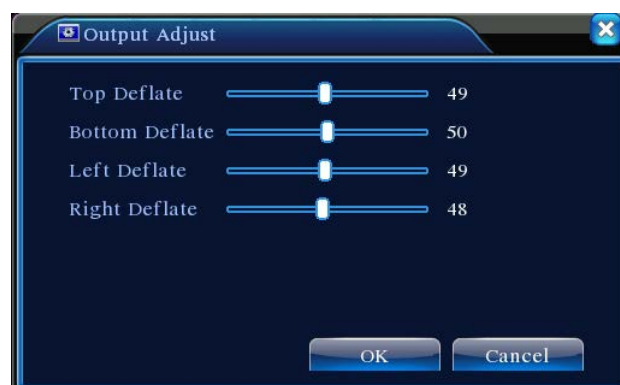 Output Adjust
Top Deflate 49
Bottom Deflate 50
Left Deflate 49
Right Deflate 48
OK Cancel